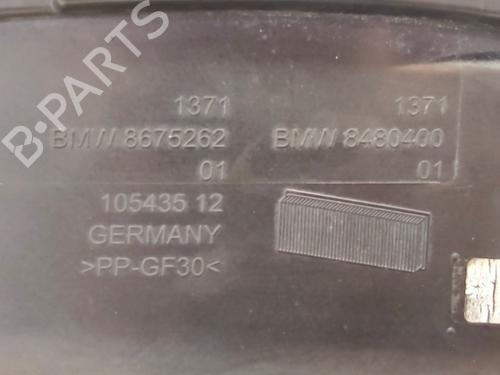 1371
BMW 8675262
01
1371
BMW 8480400
01
105435 12
GERMANY
>PP-GF30<
B-PARTS